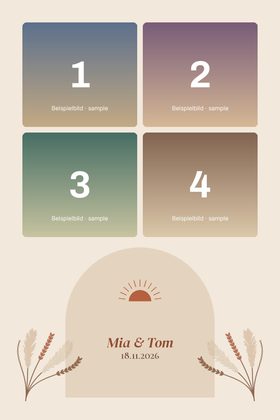 1
2
Beispielbild - sample
Beispielbild - sample
3
4
Beispielbild - sample
Beispielbild - sample
Mia & Tom
18.11.2026